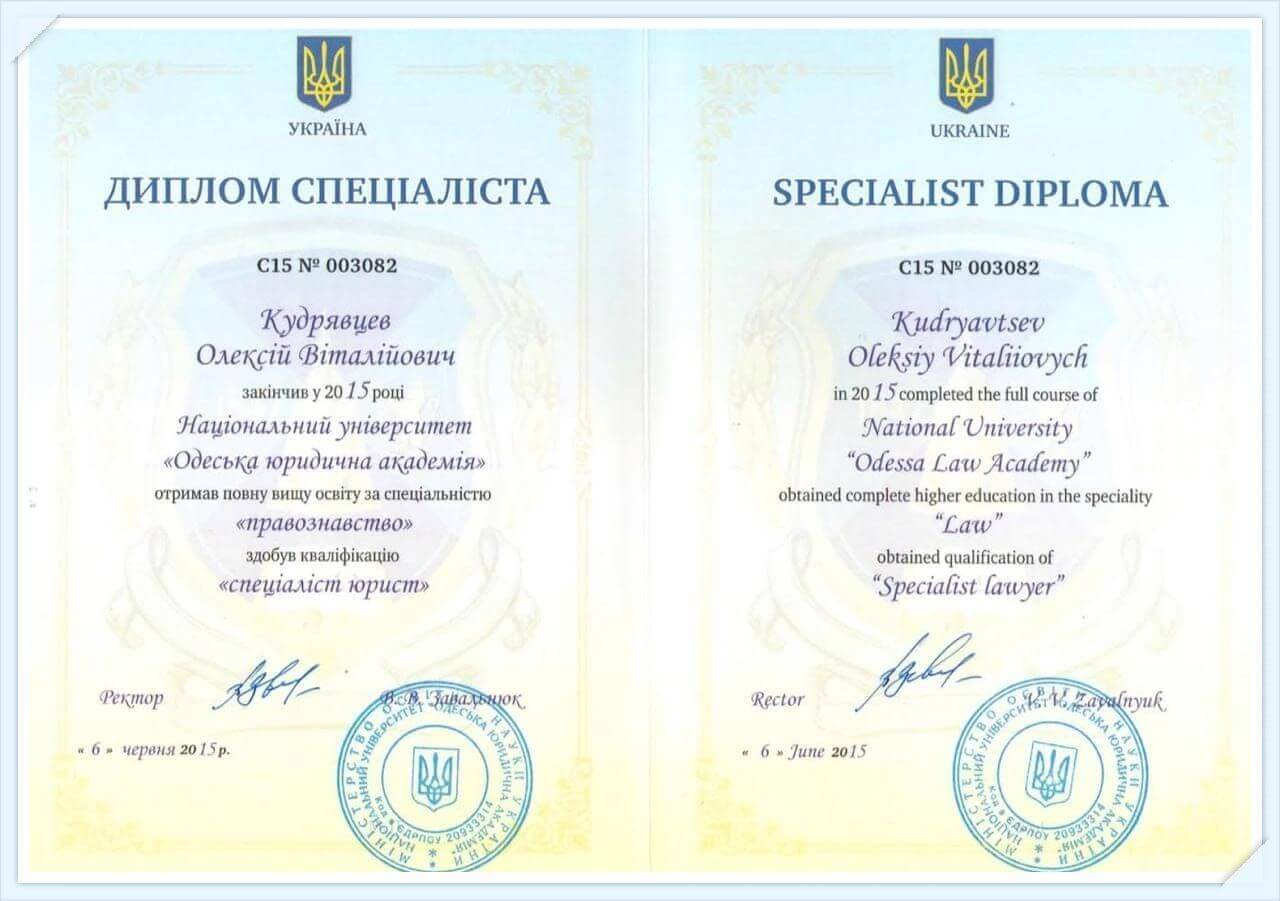 УКРАЇНА
ДИПЛОМ СПЕЦІАЛІСТА
С15 № 003082
Кудрявцев
Олексій Віталійович
закінчив у 2015 році
Національний університет
«Одеська юридична академія»
отримав повну вищу освіту за спеціальністю
«правознавство»
здобув кваліфікацію
«спеціаліст юрист»
Ректор В. В. Завальнюк
« 6 » червня 2015р.
МІНІСТЕРСТВО ОСВІТИ І НАУКИ УКРАЇНИ
НАЦІОНАЛЬНИЙ УНІВЕРСИТЕТ "ОДЕСЬКА ЮРИДИЧНА АКАДЕМІЯ"
Код в ЄДРПОУ 20933314
UKRAINE
SPECIALIST DIPLOMA
C15 № 003082
Kudryavtsev
Oleksiy Vitaliiovych
in 2015 completed the full course of
National University
“Odessa Law Academy”
obtained complete higher education in the speciality
“Law”
obtained qualification of
“Specialist lawyer”
Rector V. V. Zavalnyuk
« 6 » June 2015
МІНІСТЕРСТВО ОСВІТИ І НАУКИ УКРАЇНИ
НАЦІОНАЛЬНИЙ УНІВЕРСИТЕТ "ОДЕСЬКА ЮРИДИЧНА АКАДЕМІЯ"
Код в ЄДРПОУ 20933314